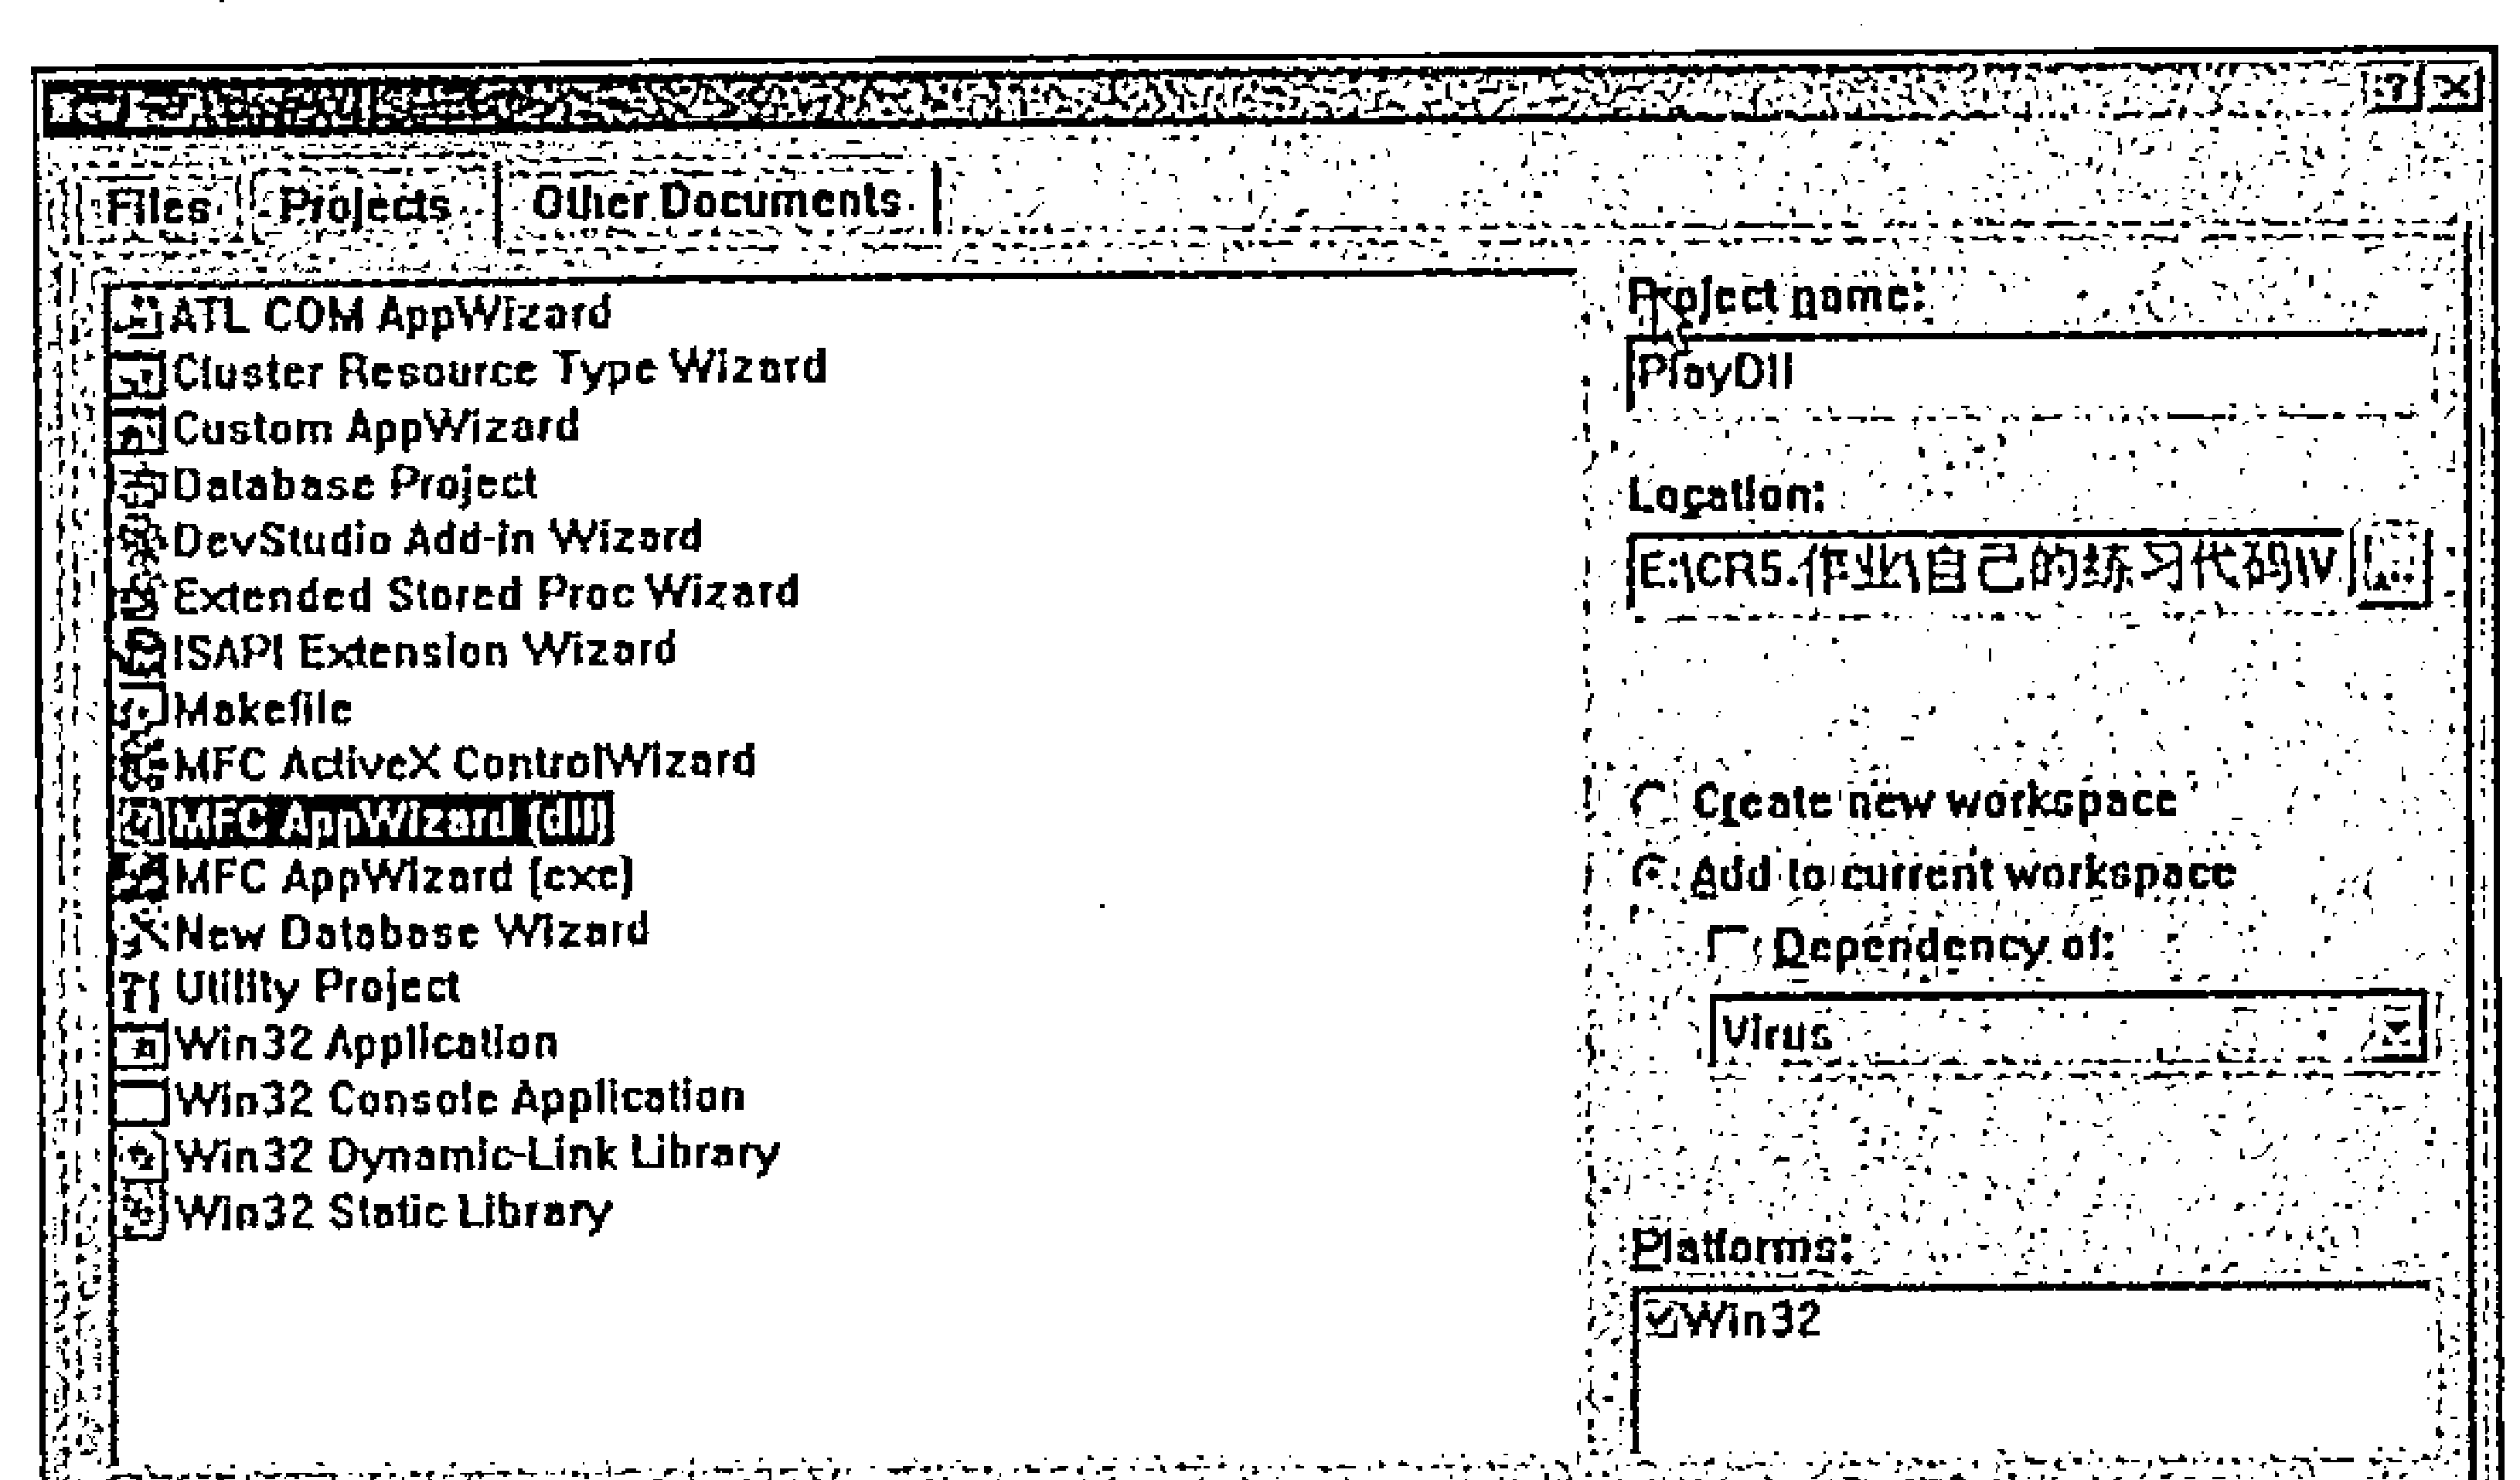 Files Projects Other Documents
ATL COM AppWizard
Cluster Resource Type Wizard
Custom AppWizard
Database Project
DevStudio Add-in Wizard
Extended Stored Proc Wizard
ISAPI Extension Wizard
Makefile
MFC ActiveX ControlWizard
MFC AppWizard (dll)
MFC AppWizard (exe)
New Database Wizard
Utility Project
Win32 Application
Win32 Console Application
Win32 Dynamic-Link Library
Win32 Static Library
Project name:
PlayDll
Location:
E:\CR5.作业\自己的练习代码\V
...
Create new workspace
Add to current workspace
Dependency of:
Virus
Platforms:
Win32